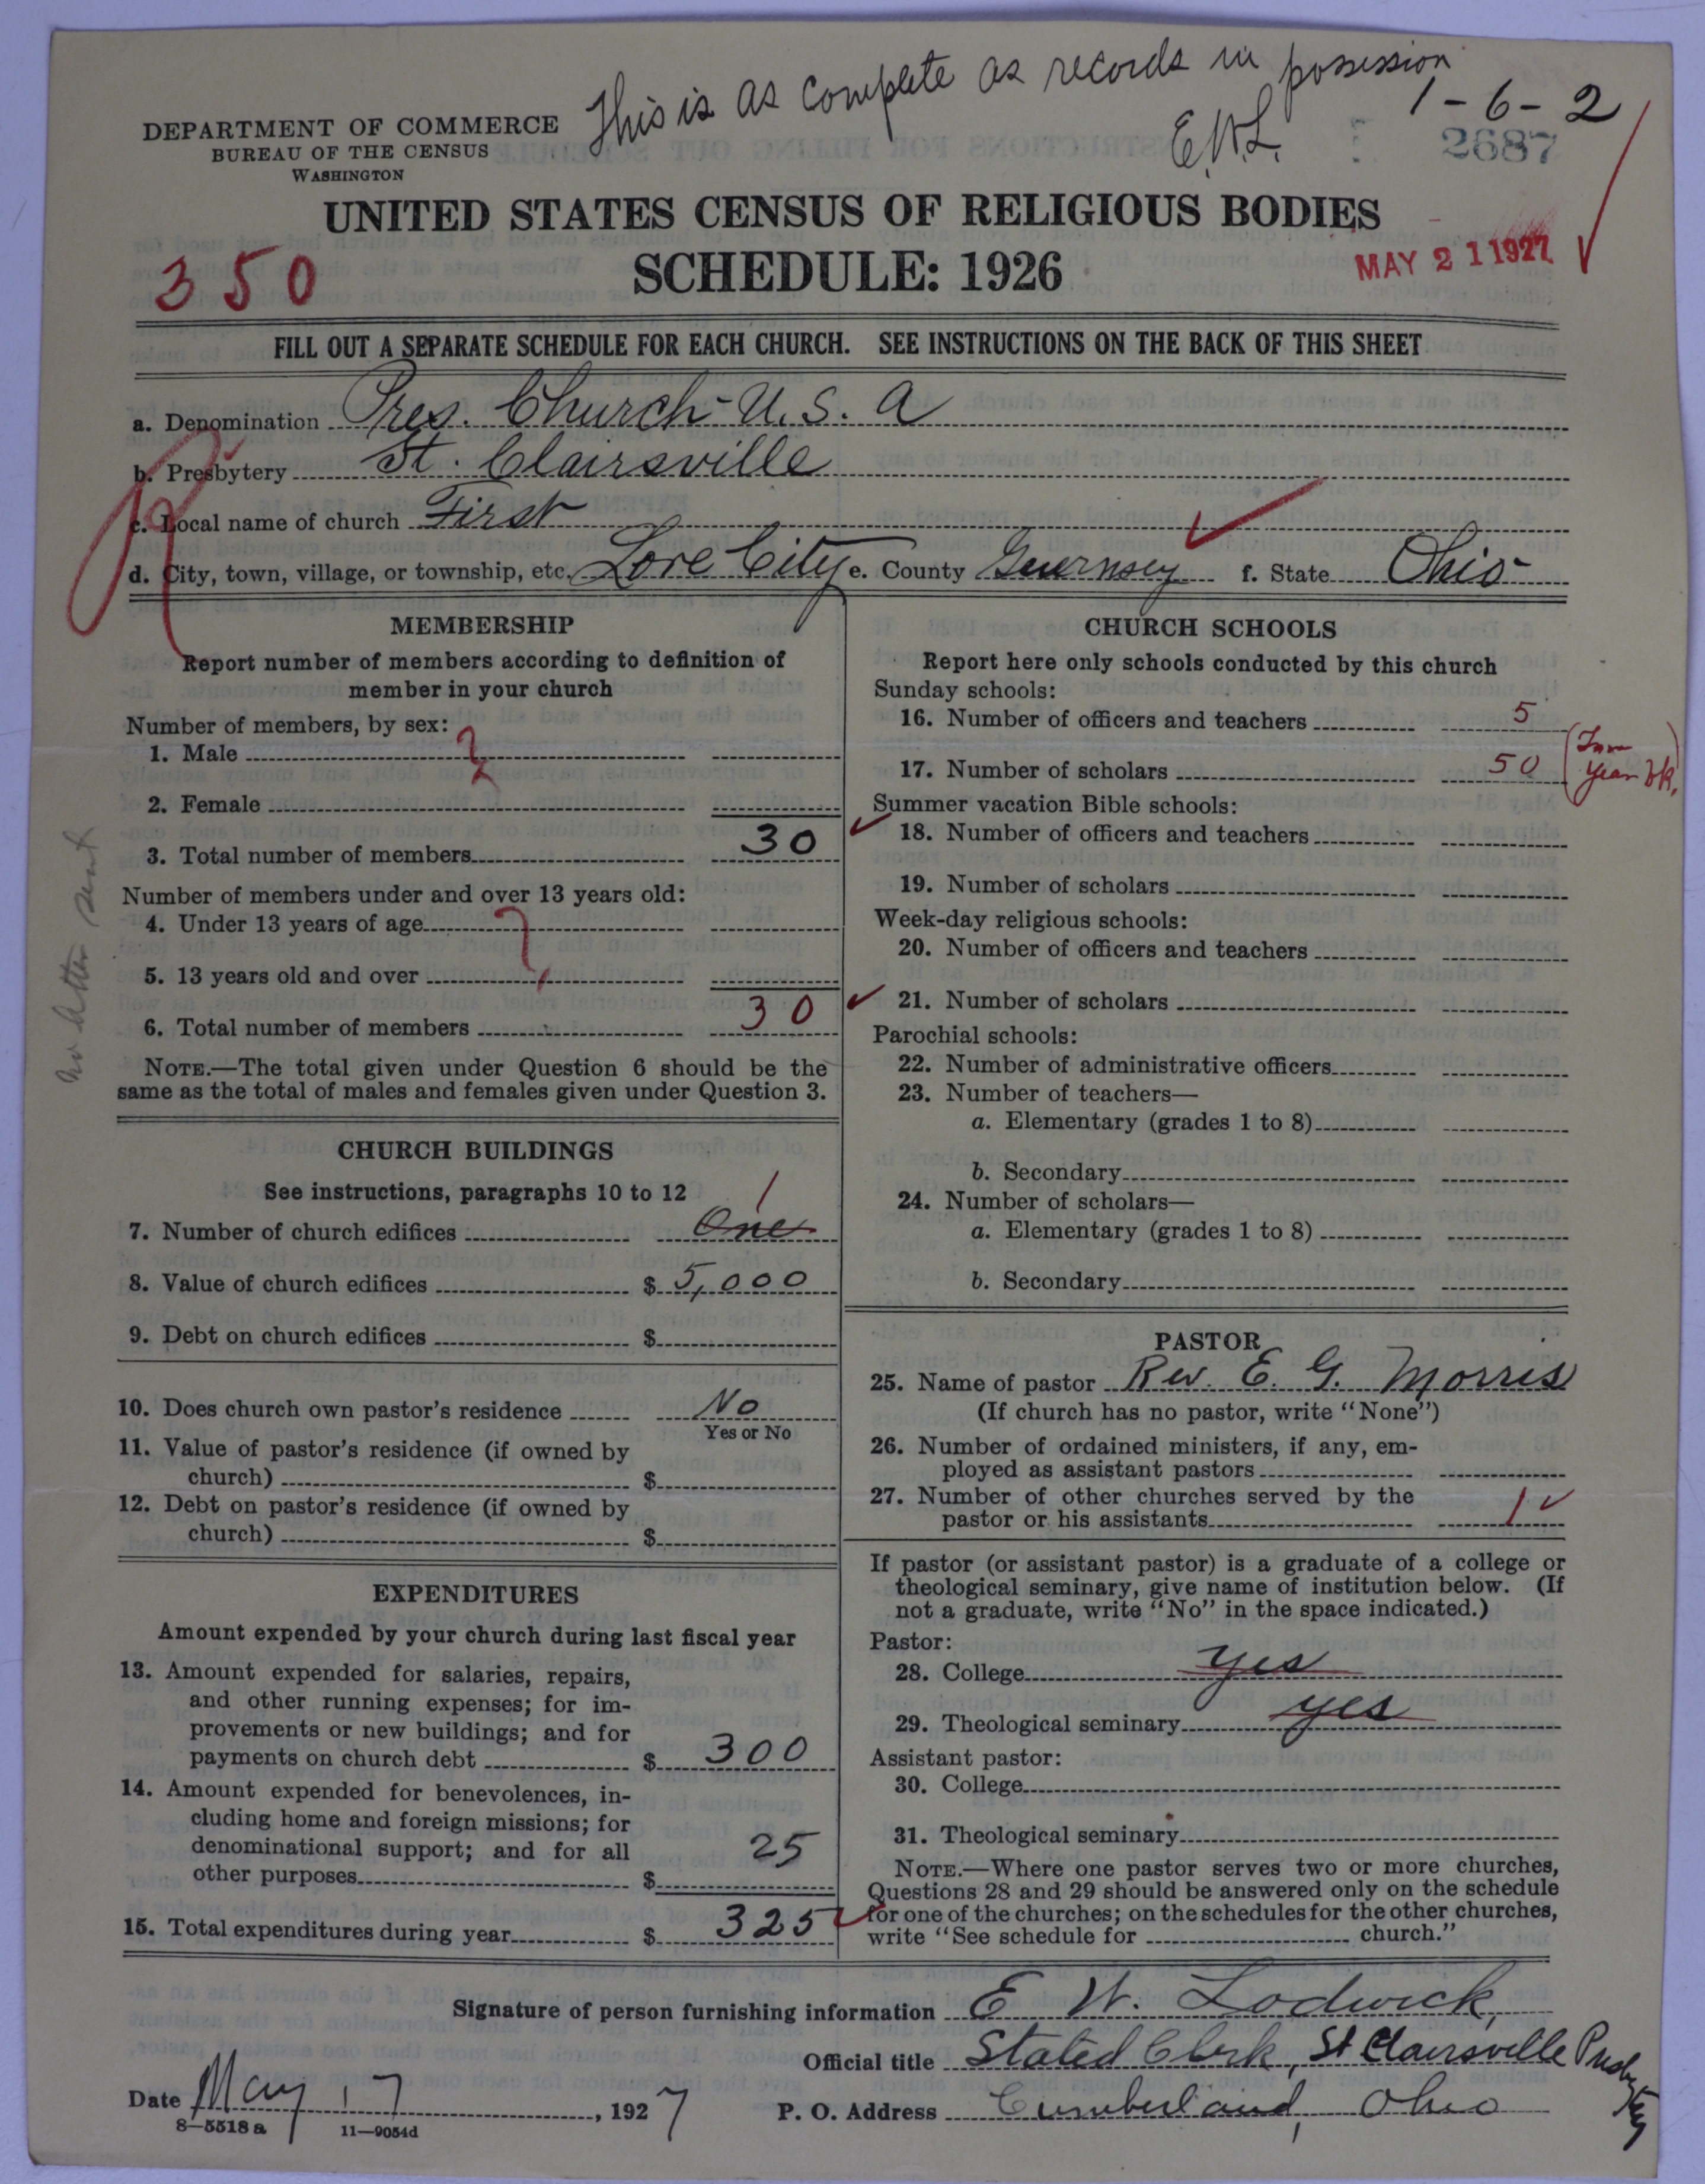 This is as complete as records in possession
E.W.L.
1-6-2
2687
DEPARTMENT OF COMMERCE
BUREAU OF THE CENSUS
WASHINGTON
UNITED STATES CENSUS OF RELIGIOUS BODIES
SCHEDULE: 1926
350
MAY 21 1927
FILL OUT A SEPARATE SCHEDULE FOR EACH CHURCH. SEE INSTRUCTIONS ON THE BACK OF THIS SHEET
a. Denomination Pres. Church U.S.A
b. Presbytery St. Clairsville
c. Local name of church First
d. City, town, village, or township, etc. Lore City e. County Guernsey f. State Ohio
MEMBERSHIP
Report number of members according to definition of
member in your church
Number of members, by sex:
1. Male
2. Female
3. Total number of members 30
Number of members under and over 13 years old:
4. Under 13 years of age
5. 13 years old and over
6. Total number of members 30
NOTE.—The total given under Question 6 should be the
same as the total of males and females given under Question 3.
no letter sent
CHURCH BUILDINGS
See instructions, paragraphs 10 to 12
1
7. Number of church edifices One
8. Value of church edifices $ 5,000
9. Debt on church edifices $
10. Does church own pastor's residence No
Yes or No
11. Value of pastor's residence (if owned by
church) $
12. Debt on pastor's residence (if owned by
church) $
EXPENDITURES
Amount expended by your church during last fiscal year
13. Amount expended for salaries, repairs,
and other running expenses; for im-
provements or new buildings; and for
payments on church debt $ 300
14. Amount expended for benevolences, in-
cluding home and foreign missions; for
denominational support; and for all
other purposes $ 25
15. Total expenditures during year $ 325
CHURCH SCHOOLS
Report here only schools conducted by this church
Sunday schools:
16. Number of officers and teachers 5
17. Number of scholars 50
Year bk.
Summer vacation Bible schools:
18. Number of officers and teachers
19. Number of scholars
Week-day religious schools:
20. Number of officers and teachers
21. Number of scholars
Parochial schools:
22. Number of administrative officers
23. Number of teachers—
a. Elementary (grades 1 to 8)
b. Secondary
24. Number of scholars—
a. Elementary (grades 1 to 8)
b. Secondary
PASTOR
25. Name of pastor Rev. E. G. Morris
(If church has no pastor, write "None")
26. Number of ordained ministers, if any, em-
ployed as assistant pastors
27. Number of other churches served by the
pastor or his assistants 1
If pastor (or assistant pastor) is a graduate of a college or
theological seminary, give name of institution below. (If
not a graduate, write "No" in the space indicated.)
Pastor:
28. College yes
29. Theological seminary yes
Assistant pastor:
30. College
31. Theological seminary
NOTE.—Where one pastor serves two or more churches,
Questions 28 and 29 should be answered only on the schedule
for one of the churches; on the schedules for the other churches,
write "See schedule for church."
Signature of person furnishing information E. W. Lodwick,
Official title Stated Clerk, St Clairsville Presbytery
Date May 17, 1927 P. O. Address Cumberland, Ohio
8—5518a 11—9054d